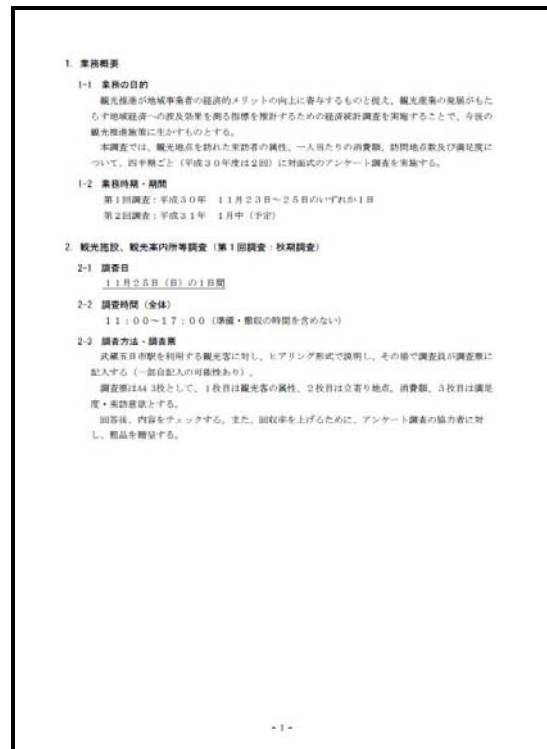 1. 業務概要
1-1 業務の目的
観光推進が地域事業者の経済的メリットの向上に寄与するものと捉え、観光産業の発展がもた
らす地域経済への波及効果を測る指標を推計するための経済統計調査を実施することで、今後の
観光推進施策に生かすものとする。
本調査では、観光地点を訪れた来訪者の属性、一人当たりの消費額、訪問地点数及び満足度に
ついて、四半期ごと（平成３０年度は２回）に対面式のアンケート調査を実施する。
1-2 業務時期・期間
第１回調査：平成３０年　１１月２３日～２５日のいずれか１日
第２回調査：平成３１年　１月中（予定）
2. 観光施設、観光案内所等調査（第１回調査：秋期調査）
2-1 調査日
１１月２５日（日）の１日間
2-2 調査時間（全体）
１１：００～１７：００（準備・撤収の時間を含めない）
2-3 調査方法・調査票
武蔵五日市駅を利用する観光客に対し、ヒアリング形式で説明し、その場で調査員が調査票に
記入する（一部自記入の可能性あり）。
調査票はA4 3枚として、１枚目は観光客の属性、２枚目は立寄り地点、消費額、３枚目は満足
度・来訪意欲とする。
回答後、内容をチェックする。また、回収率を上げるために、アンケート調査の協力者に対
し、粗品を贈呈する。
- 1 -